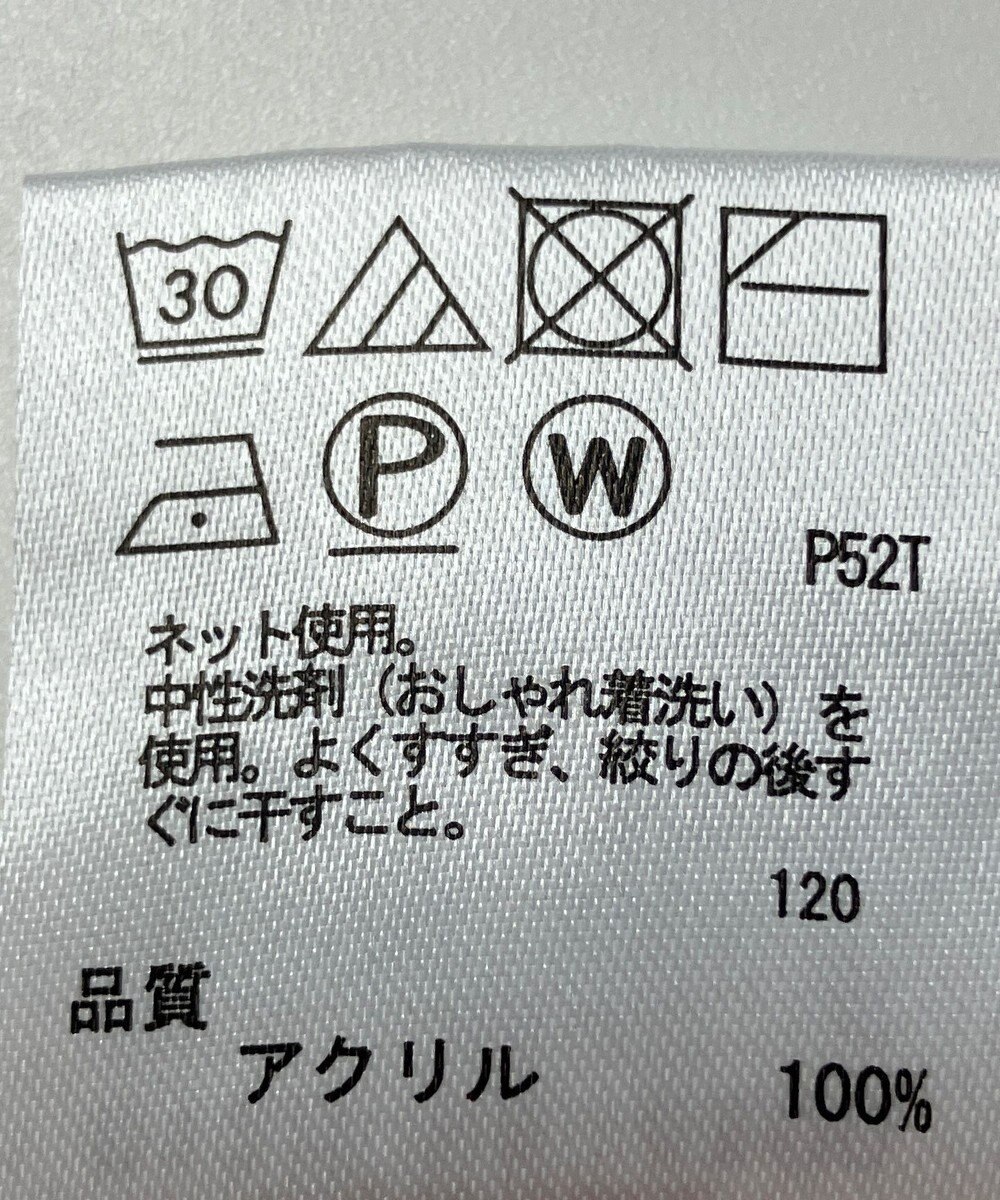 30
P W
P52T
ネット使用。
中性洗剤（おしゃれ着洗い）を
使用。よくすすぎ、絞りの後す
ぐに干すこと。
120
品質
アクリル 100%